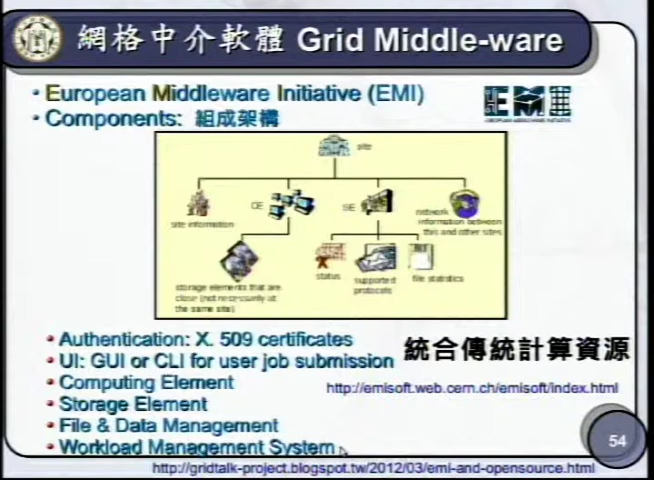 網格中介軟體 Grid Middle-ware
• European Middleware Initiative (EMI)
EMI
EUROPEAN MIDDLEWARE INITIATIVE
• Components: 組成架構
site
site information
CE
SE
network
information between
this and other sites
storage elements that are
close (not necessarily at
the same site)
status
supported
protocols
file statistics
• Authentication: X. 509 certificates
• UI: GUI or CLI for user job submission
統合傳統計算資源
• Computing Element
http://emisoft.web.cern.ch/emisoft/index.html
• Storage Element
• File & Data Management
• Workload Management System
54
http://gridtalk-project.blogspot.tw/2012/03/emi-and-opensource.html